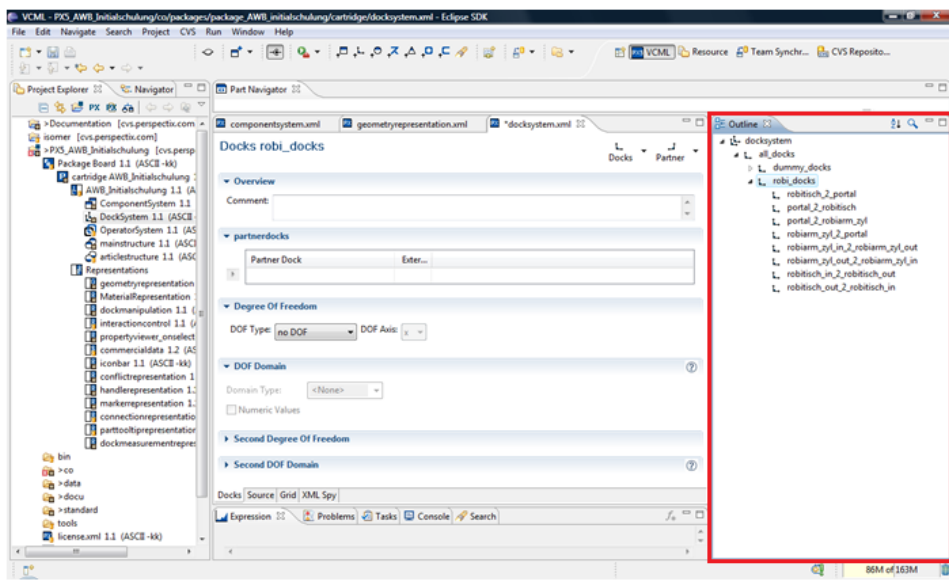 VCML - PX5_AWB_Initialschulung/co/packages/package_AWB_initialschulung/cartridge/docksystem.xml - Eclipse SDK
File Edit Navigate Search Project CVS Run Window Help
VCML Resource Team Synchr... CVS Reposito...
Project Explorer Navigator
Part Navigator
>Documentation [cvs.perspectix.com
isomer [cvs.perspectix.com]
>PX5_AWB_Initialschulung [cvs.persp
Package Board 1.1 (ASCII -kk)
cartridge AWB_Initialschulung 1.1 (
AWB_Initialschulung 1.1 (A
ComponentSystem 1.1
DockSystem 1.1 (ASCII
OperatorSystem 1.1 (A
mainstructure 1.1 (ASCI
articlestructure 1.1 (ASC
Representations
geometryrepresentation
MaterialRepresentation
dockmanipulation 1.1 (
interactioncontrol 1.1 (
propertyviewer_onselect
commercialdata 1.2 (AS
iconbar 1.1 (ASCII -kk)
conflictrepresentation 1
handlerepresentation 1.
markerrepresentation 1.
connectionrepresentatio
parttooltiprepresentation
dockmeasurementrepres
bin
>co
>data
>docu
>standard
tools
license.xml 1.1 (ASCII -kk)
componentsystem.xml geometryrepresentation.xml *docksystem.xml
Docks robi_docks
Docks Partner
Overview
Comment:
partnerdocks
Partner Dock Exter...
Degree Of Freedom
DOF Type: no DOF DOF Axis: x
DOF Domain
Domain Type: <None>
Numeric Values
Second Degree Of Freedom
Second DOF Domain
Docks Source Grid XML Spy
Expression Problems Tasks Console Search
Outline
docksystem
all_docks
dummy_docks
robi_docks
robitisch_2_portal
portal_2_robitisch
portal_2_robiarm_zyl
robiarm_zyl_2_portal
robiarm_zyl_in_2_robiarm_zyl_out
robiarm_zyl_out_2_robiarm_zyl_in
robitisch_in_2_robitisch_out
robitisch_out_2_robitisch_in
86M of 163M